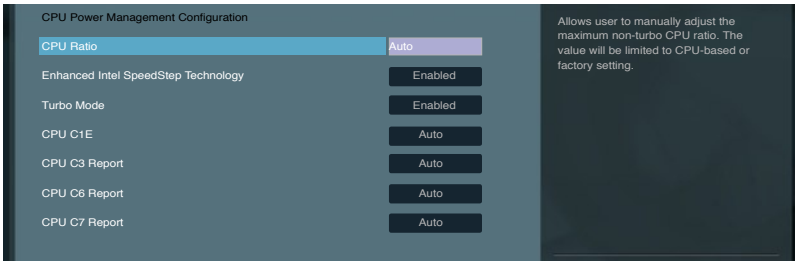 CPU Power Management Configuration
CPU Ratio Auto
Enhanced Intel SpeedStep Technology Enabled
Turbo Mode Enabled
CPU C1E Auto
CPU C3 Report Auto
CPU C6 Report Auto
CPU C7 Report Auto
Allows user to manually adjust the
maximum non-turbo CPU ratio. The
value will be limited to CPU-based or
factory setting.